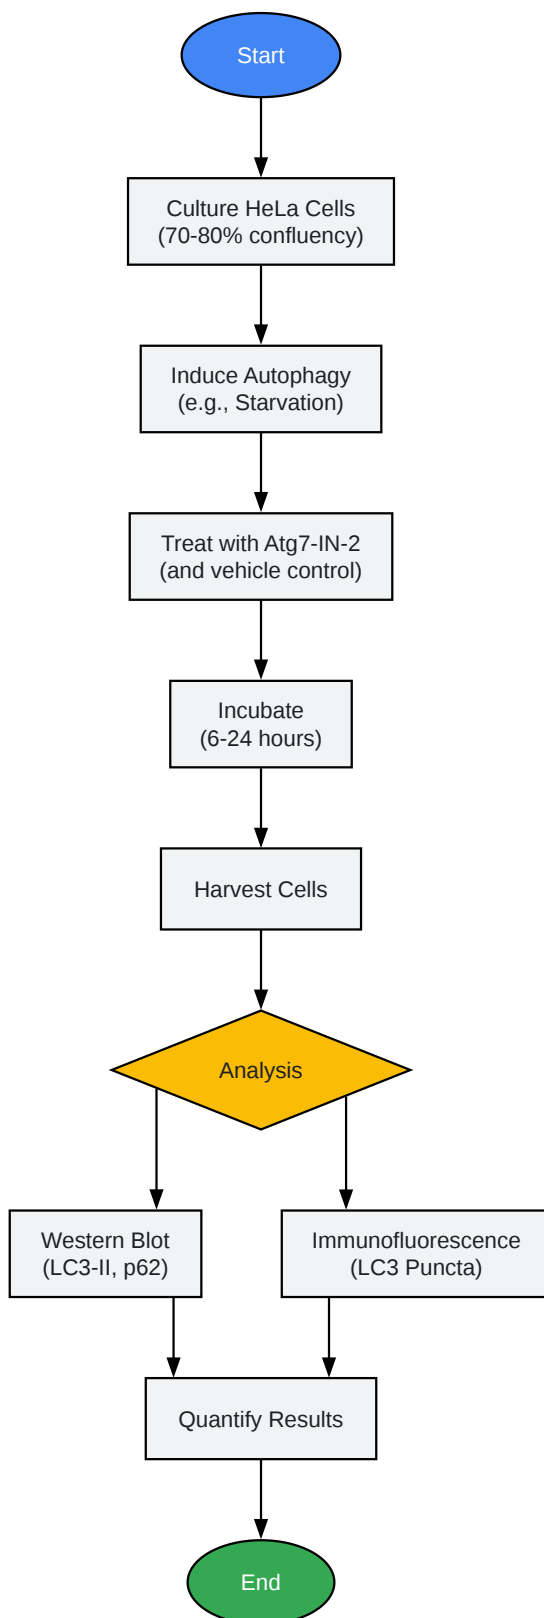 Start
Culture HeLa Cells
(70-80% confluency)
Induce Autophagy
(e.g., Starvation)
Treat with Atg7-IN-2
(and vehicle control)
Incubate
(6-24 hours)
Harvest Cells
Analysis
Western Blot
(LC3-II, p62)
Immunofluorescence
(LC3 Puncta)
Quantify Results
End